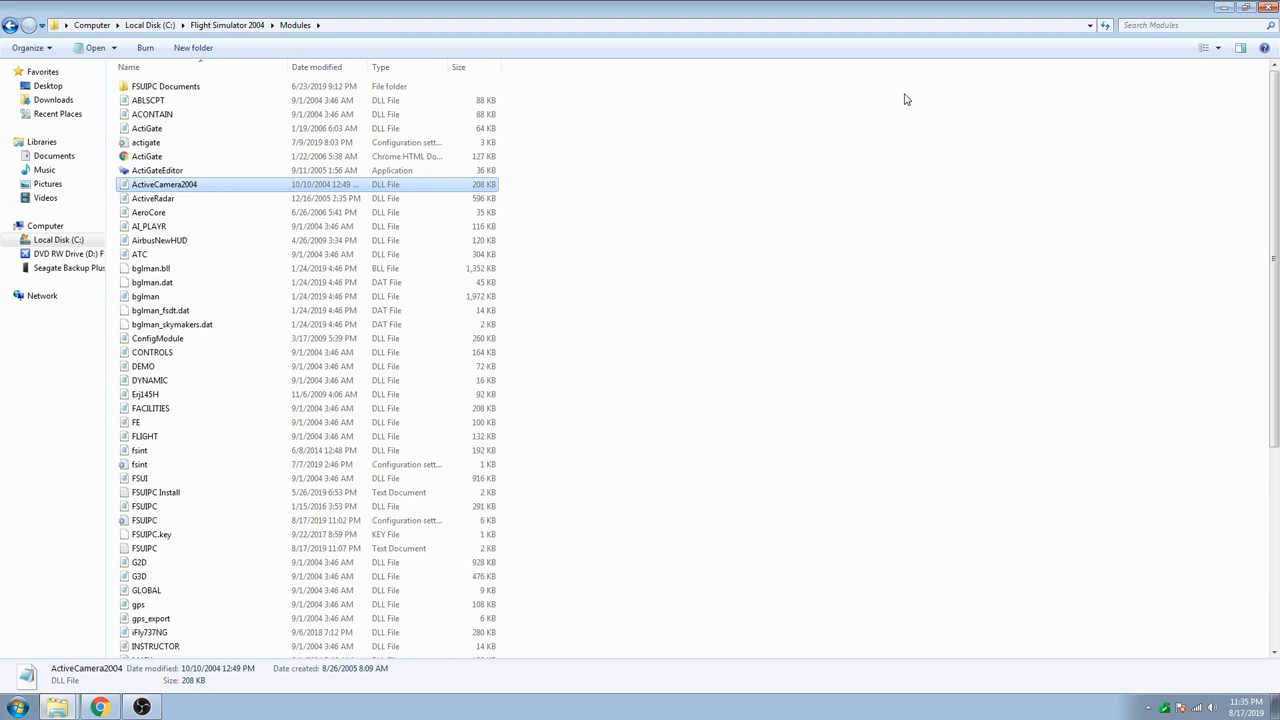 Computer Local Disk (C:) Flight Simulator 2004 Modules Search Modules
Organize Open Burn New folder
Name Date modified Type Size
Favorites
Desktop
Downloads
Recent Places
Libraries
Documents
Music
Pictures
Videos
Computer
Local Disk (C:)
DVD RW Drive (D:) F
Seagate Backup Plus
Network
FSUIPC Documents 6/23/2019 9:12 PM File folder
ABLSCPT 9/1/2004 3:46 AM DLL File 88 KB
ACONTAIN 9/1/2004 3:46 AM DLL File 88 KB
ActiGate 1/19/2006 6:03 AM DLL File 64 KB
actigate 7/9/2019 8:03 PM Configuration sett... 3 KB
ActiGate 1/22/2006 5:38 AM Chrome HTML Do... 127 KB
ActiGateEditor 9/11/2005 1:56 AM Application 36 KB
ActiveCamera2004 10/10/2004 12:49 ... DLL File 208 KB
ActiveRadar 12/16/2005 2:35 PM DLL File 596 KB
AeroCore 6/26/2006 5:41 PM DLL File 35 KB
AI_PLAYR 9/1/2004 3:46 AM DLL File 116 KB
AirbusNewHUD 4/26/2009 3:34 PM DLL File 120 KB
ATC 9/1/2004 3:46 AM DLL File 304 KB
bglman.bll 1/24/2019 4:46 PM BLL File 1,352 KB
bglman.dat 1/24/2019 4:46 PM DAT File 45 KB
bglman 1/24/2019 4:46 PM DLL File 1,972 KB
bglman_fsdt.dat 1/24/2019 4:46 PM DAT File 14 KB
bglman_skymakers.dat 1/24/2019 4:46 PM DAT File 2 KB
ConfigModule 3/17/2009 5:39 PM DLL File 260 KB
CONTROLS 9/1/2004 3:46 AM DLL File 164 KB
DEMO 9/1/2004 3:46 AM DLL File 72 KB
DYNAMIC 9/1/2004 3:46 AM DLL File 16 KB
Erj145H 11/6/2009 4:06 AM DLL File 92 KB
FACILITIES 9/1/2004 3:46 AM DLL File 208 KB
FE 9/1/2004 3:46 AM DLL File 100 KB
FLIGHT 9/1/2004 3:46 AM DLL File 132 KB
fsint 6/8/2014 12:48 PM DLL File 192 KB
fsint 7/7/2019 2:46 PM Configuration sett... 1 KB
FSUI 9/1/2004 3:46 AM DLL File 916 KB
FSUIPC Install 5/26/2019 6:53 PM Text Document 2 KB
FSUIPC 1/15/2016 3:53 PM DLL File 291 KB
FSUIPC 8/17/2019 11:02 PM Configuration sett... 6 KB
FSUIPC.key 9/22/2017 8:59 PM KEY File 1 KB
FSUIPC 8/17/2019 11:07 PM Text Document 2 KB
G2D 9/1/2004 3:46 AM DLL File 928 KB
G3D 9/1/2004 3:46 AM DLL File 476 KB
GLOBAL 9/1/2004 3:46 AM DLL File 9 KB
gps 9/1/2004 3:46 AM DLL File 108 KB
gps_export 9/1/2004 3:46 AM DLL File 6 KB
iFly737NG 9/6/2018 7:12 PM DLL File 280 KB
INSTRUCTOR 9/1/2004 3:46 AM DLL File 14 KB
ActiveCamera2004 Date modified: 10/10/2004 12:49 PM Date created: 8/26/2005 8:09 AM
DLL File Size: 208 KB
11:35 PM
8/17/2019